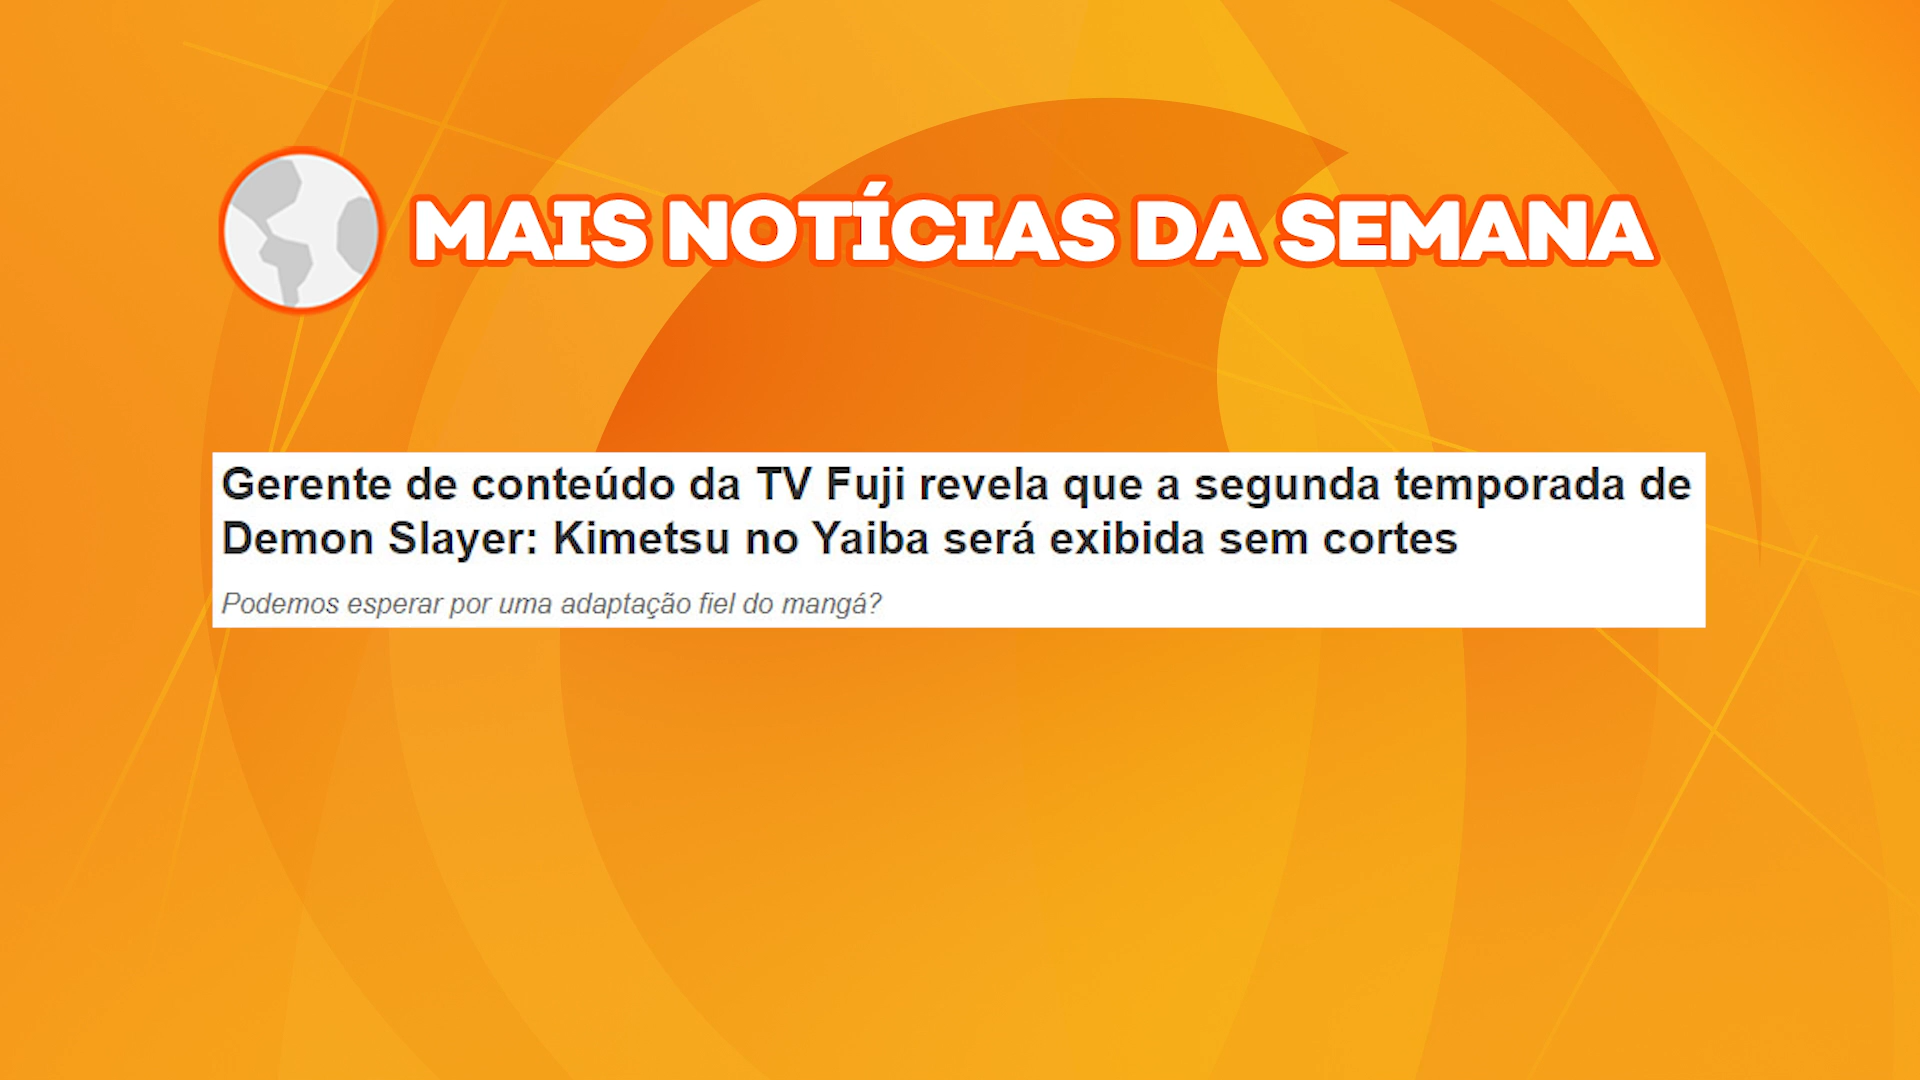 MAIS NOTÍCIAS DA SEMANA
Gerente de conteúdo da TV Fuji revela que a segunda temporada de
Demon Slayer: Kimetsu no Yaiba será exibida sem cortes
Podemos esperar por uma adaptação fiel do mangá?